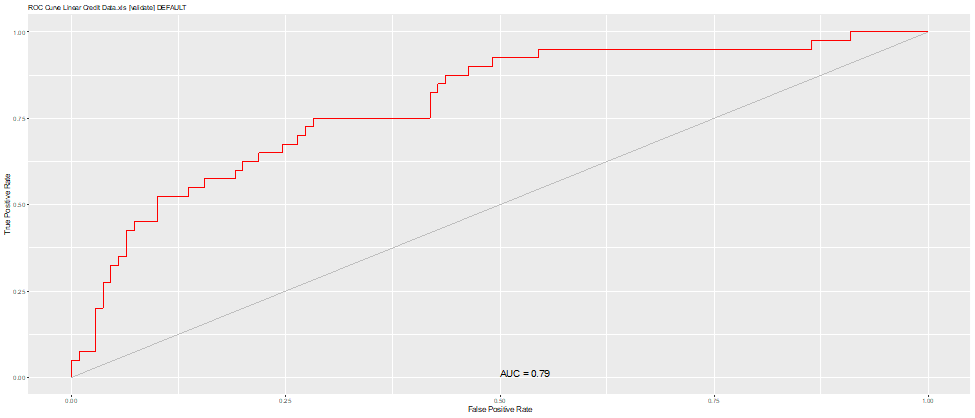 ROC Curve Linear Credit Data.xls [validate] DEFAULT
1.00
0.75
0.50
0.25
0.00
True Positive Rate
AUC = 0.79
0.00 0.25 0.50 0.75 1.00
False Positive Rate